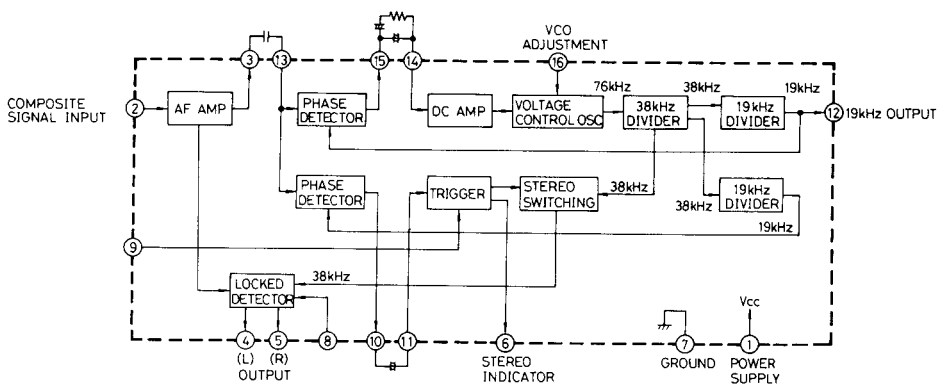 VCO
ADJUSTMENT
3
13
15
14
16
COMPOSITE
SIGNAL INPUT
2
AF AMP
PHASE
DETECTOR
DC AMP
VOLTAGE
CONTROL OSC
76kHz
38kHz
DIVIDER
38kHz
19kHz
DIVIDER
19kHz
12
19kHz OUTPUT
PHASE
DETECTOR
TRIGGER
STEREO
SWITCHING
38kHz
38kHz
19kHz
DIVIDER
19kHz
9
LOCKED
DETECTOR
38kHz
Vcc
4
5
8
10
11
6
7
1
(L)
(R)
OUTPUT
STEREO
INDICATOR
GROUND
POWER
SUPPLY